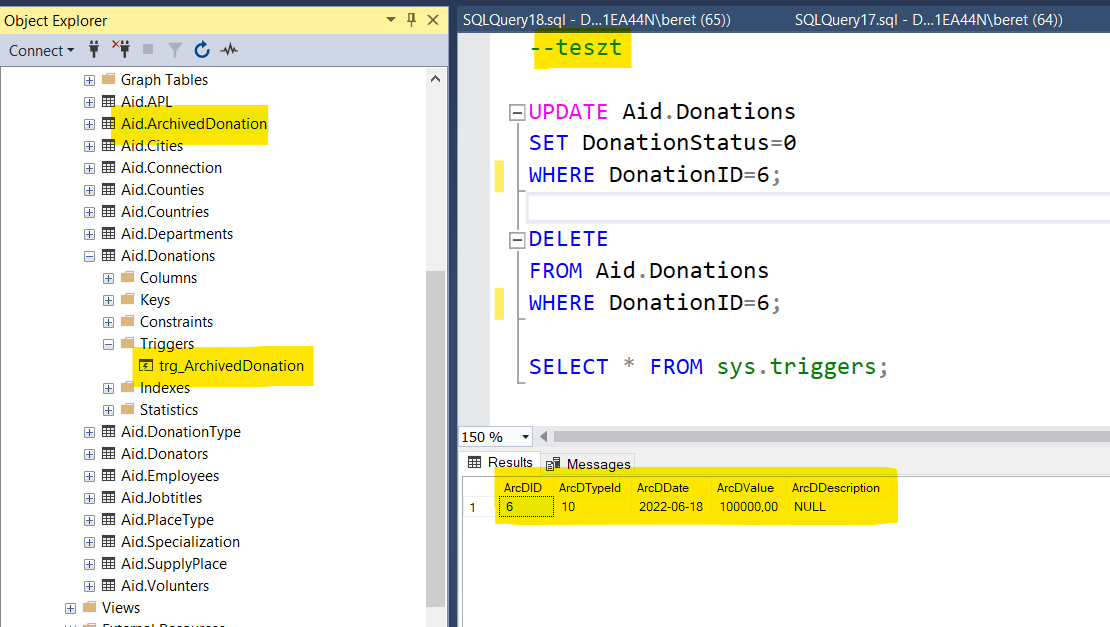 Object Explorer
Connect
Graph Tables
Aid.APL
Aid.ArchivedDonation
Aid.Cities
Aid.Connection
Aid.Counties
Aid.Countries
Aid.Departments
Aid.Donations
Columns
Keys
Constraints
Triggers
trg_ArchivedDonation
Indexes
Statistics
Aid.DonationType
Aid.Donators
Aid.Employees
Aid.Jobtitles
Aid.PlaceType
Aid.Specialization
Aid.SupplyPlace
Aid.Volunters
Views
External Resources
SQLQuery18.sql - D...1EA44N\beret (65)) SQLQuery17.sql - D...1EA44N\beret (64))
--teszt
UPDATE Aid.Donations
SET DonationStatus=0
WHERE DonationID=6;
DELETE
FROM Aid.Donations
WHERE DonationID=6;
SELECT * FROM sys.triggers;
150 %
Results Messages
ArcDID ArcDTypeId ArcDDate ArcDValue ArcDDescription
1 6 10 2022-06-18 100000,00 NULL